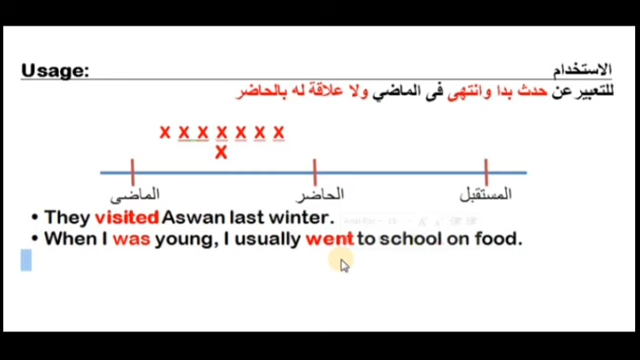 Usage: الاستخدام
للتعبير عن حدث بدا وانتهى فى الماضي ولا علاقة له بالحاضر
X X X X X X X
X
الماضى الحاضر المستقبل
• They visited Aswan last winter.
• When I was young, I usually went to school on food.